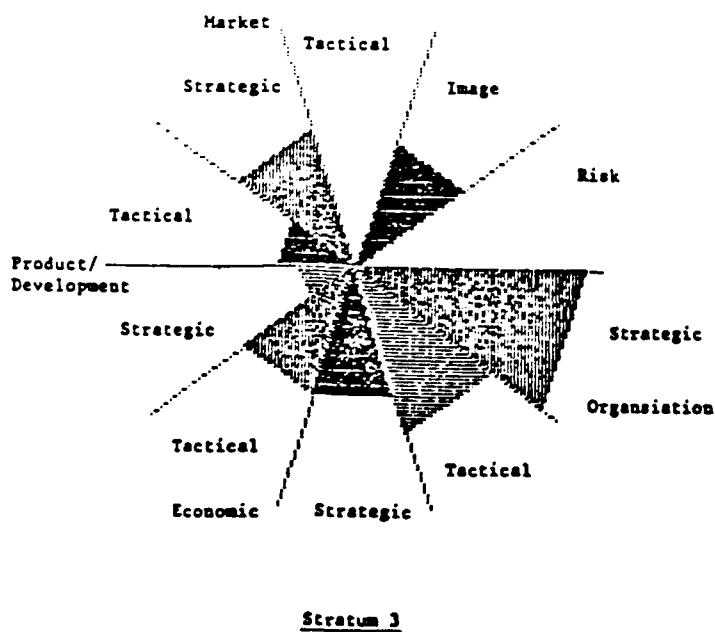 Market
Tactical
Strategic
Image
Risk
Tactical
Product/
Development
Strategic
Strategic
Organsiation
Tactical
Tactical
Economic
Strategic
Stratum 3